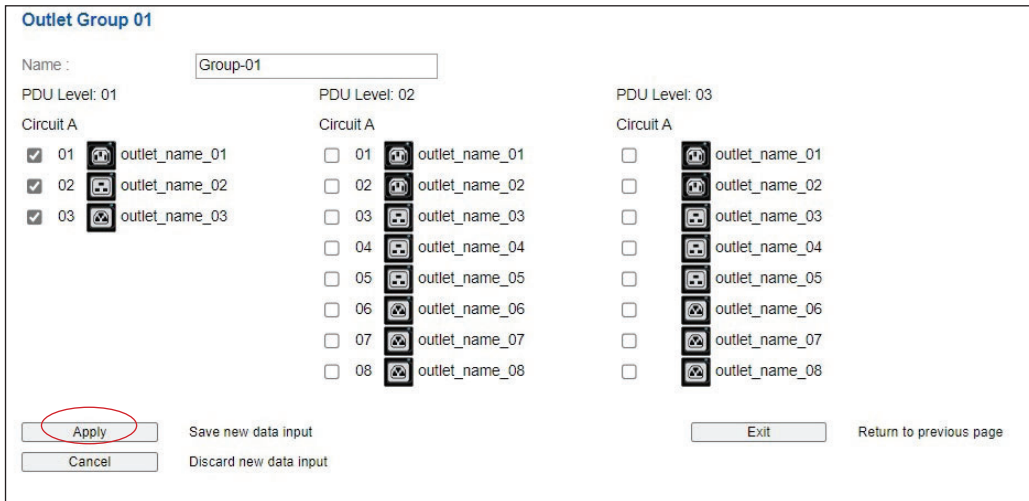 Outlet Group 01
Name : Group-01
PDU Level: 01 PDU Level: 02 PDU Level: 03
Circuit A Circuit A Circuit A
01 outlet_name_01 01 outlet_name_01 outlet_name_01
02 outlet_name_02 02 outlet_name_02 outlet_name_02
03 outlet_name_03 03 outlet_name_03 outlet_name_03
04 outlet_name_04 outlet_name_04
05 outlet_name_05 outlet_name_05
06 outlet_name_06 outlet_name_06
07 outlet_name_07 outlet_name_07
08 outlet_name_08 outlet_name_08
Apply Save new data input Exit Return to previous page
Cancel Discard new data input